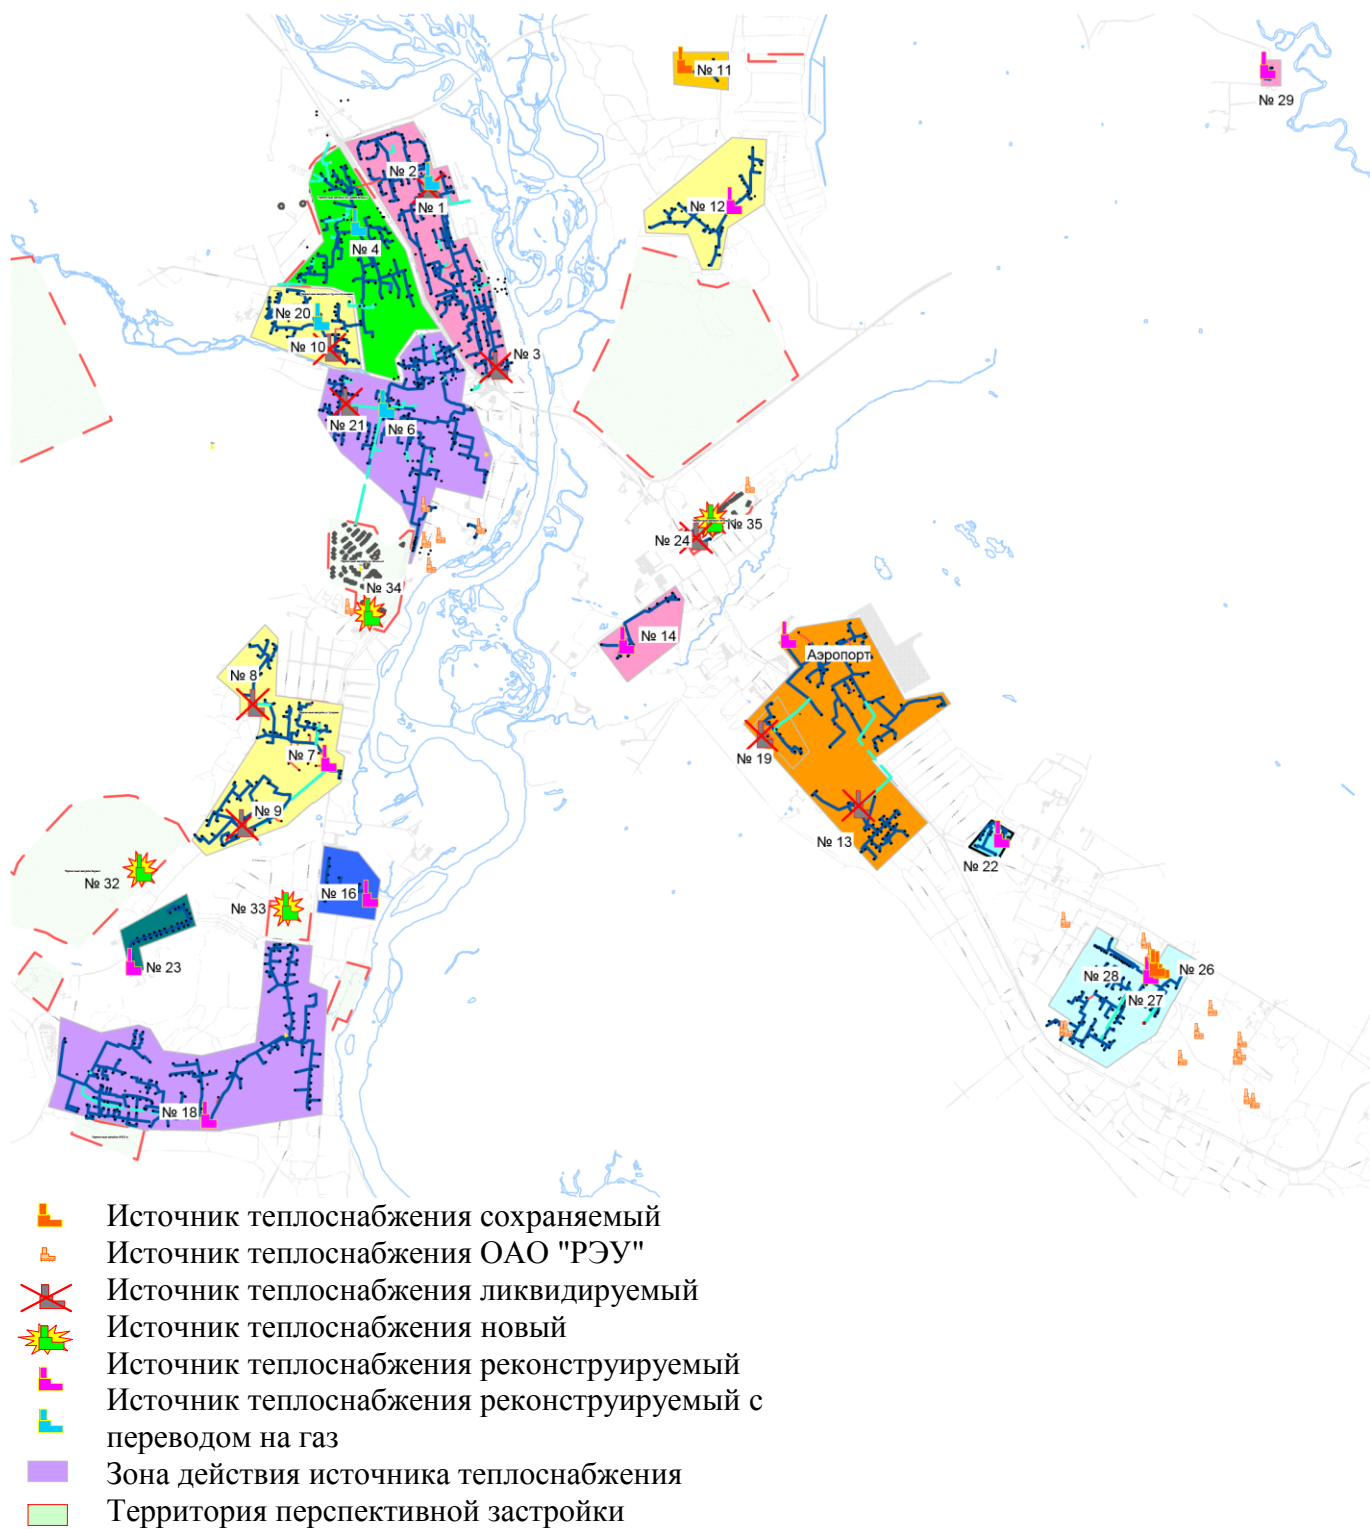 № 11
№ 29
№ 2
№ 1
№ 12
№ 4
№ 20
№ 10
№ 3
№ 21
№ 6
№ 35
№ 24
№ 34
№ 14
Аэропорт
№ 8
№ 7
№ 19
№ 9
№ 13
№ 22
№ 32
№ 16
№ 33
№ 23
№ 28
№ 26
№ 27
№ 18
Источник теплоснабжения сохраняемый
Источник теплоснабжения ОАО "РЭУ"
Источник теплоснабжения ликвидируемый
Источник теплоснабжения новый
Источник теплоснабжения реконструируемый
Источник теплоснабжения реконструируемый с
переводом на газ
Зона действия источника теплоснабжения
Территория перспективной застройки